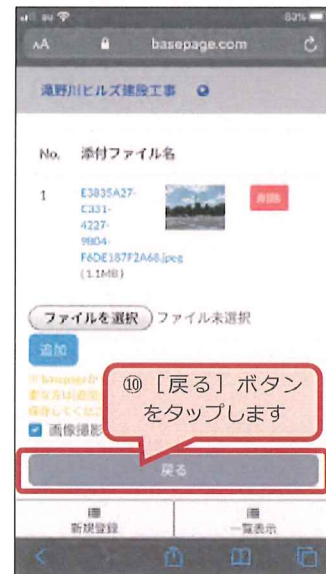 au
83%
AA
basepage.com
滝野川ヒルズ建設工事
No.
添付ファイル名
1
E3835A27-
C331-
4227-
9B04-
F6DE187F2A68.jpeg
(1.1MB)
削除
ファイルを選択
ファイル未選択
追加
⑩［戻る］ボタン
をタップします
画像撮影
戻る
新規登録
一覧表示